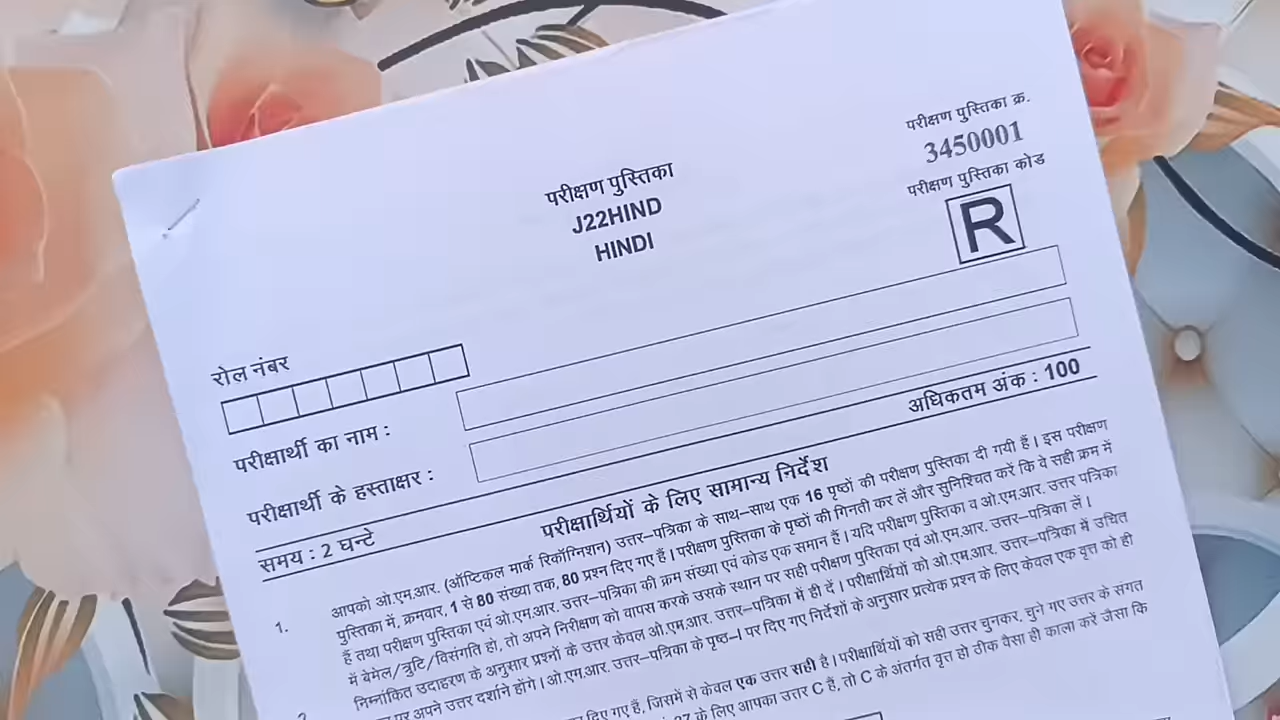 परीक्षण पुस्तिका क्र.
3450001
परीक्षण पुस्तिका कोड
R
परीक्षण पुस्तिका
J22HIND
HINDI
रोल नंबर
परीक्षार्थी का नाम :
परीक्षार्थी के हस्ताक्षर :
समय : 2 घन्टे
अधिकतम अंक : 100
परीक्षार्थियों के लिए सामान्य निर्देश
1. आपको ओ.एम.आर. (ऑप्टिकल मार्क रिकॉग्निशन) उत्तर–पत्रिका के साथ–साथ एक 16 पृष्ठों की परीक्षण पुस्तिका दी गयी हैं। इस परीक्षण
पुस्तिका में, क्रमवार, 1 से 80 संख्या तक, 80 प्रश्न दिए गए हैं। परीक्षण पुस्तिका के पृष्ठों की गिनती कर लें और सुनिश्चित करें कि वे सही क्रम में
हैं तथा परीक्षण पुस्तिका एवं ओ.एम.आर. उत्तर–पत्रिका की क्रम संख्या एवं कोड एक समान हैं। यदि परीक्षण पुस्तिका व ओ.एम.आर. उत्तर पत्रिका
में बेमेल/त्रुटि/विसंगति हो, तो अपने निरीक्षण को वापस करके उसके स्थान पर सही परीक्षण पुस्तिका एवं ओ.एम.आर. उत्तर–पत्रिका लें।
निम्नांकित उदाहरण के अनुसार प्रश्नों के उत्तर केवल ओ.एम.आर. उत्तर–पत्रिका में ही दें। परीक्षार्थियों को ओ.एम.आर. उत्तर–पत्रिका में उचित
पर अपने उत्तर दर्शाने होंगे। ओ.एम.आर. उत्तर–पत्रिका के पृष्ठ–I पर दिए गए निर्देशों के अनुसार प्रत्येक प्रश्न के लिए केवल एक वृत्त को ही
2. दिए गए हैं, जिसमें से केवल एक उत्तर सही है। परीक्षार्थियों को सही उत्तर चुनकर, चुने गए उत्तर के संगत
27 के लिए आपका उत्तर C है, तो C के अंतर्गत वृत्त हो ठीक वैसा ही काला करें जैसा कि